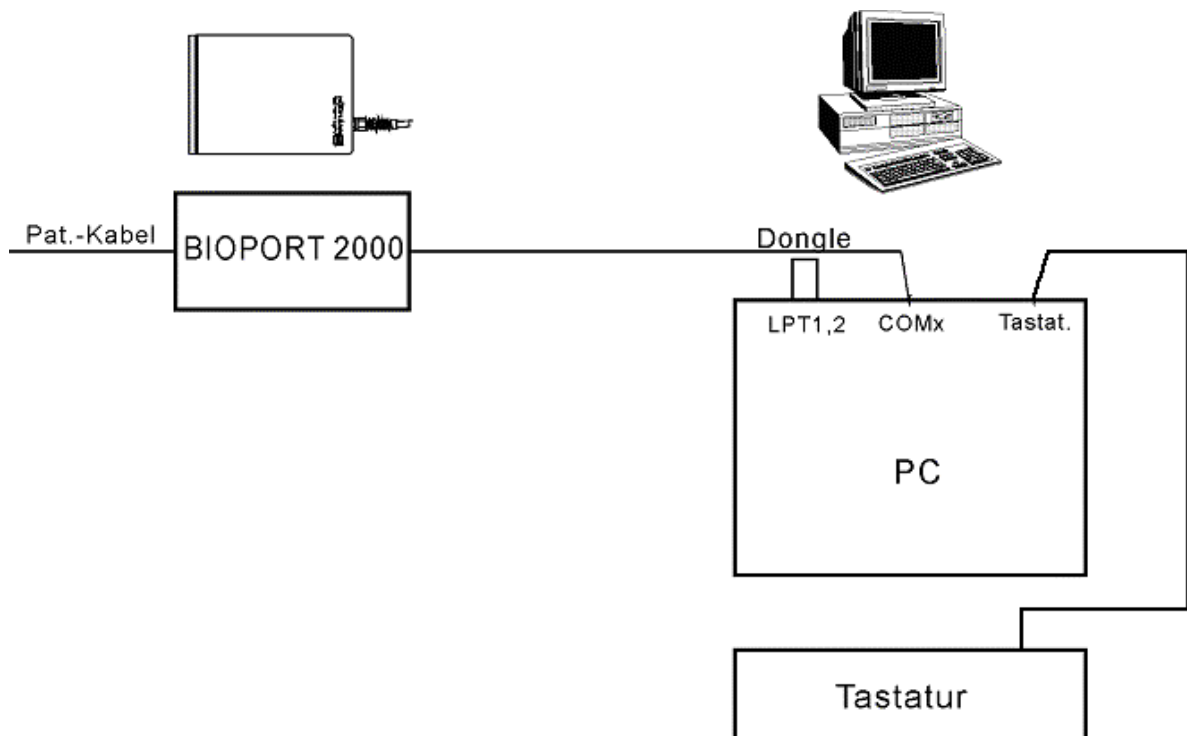 Pat.-Kabel
BIOPORT 2000
Dongle
LPT1,2
COMx
Tastat.
PC
Tastatur